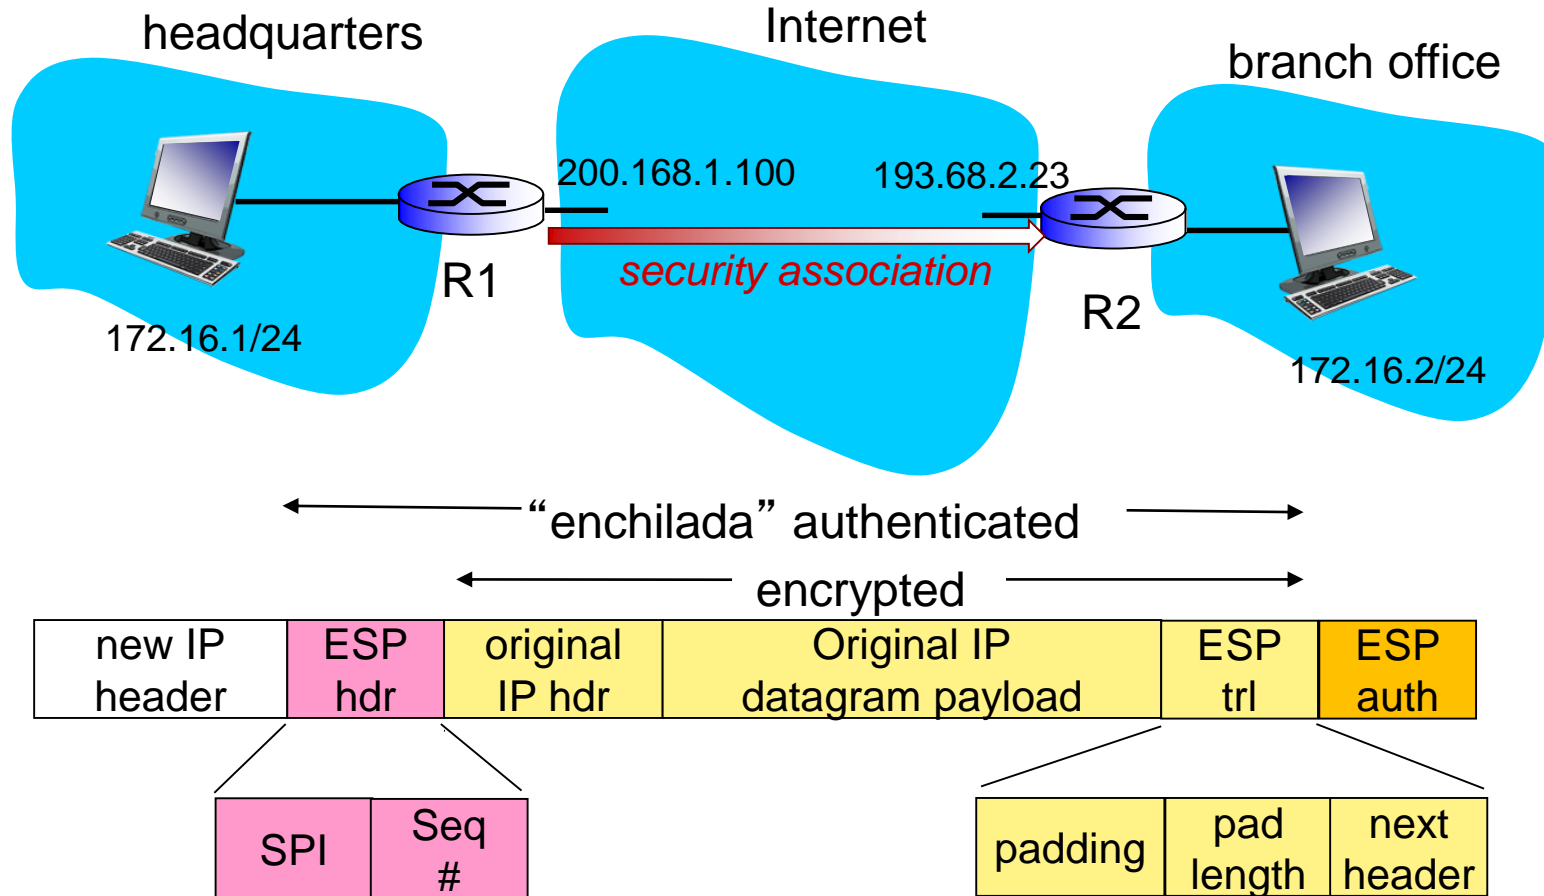 headquarters
Internet
branch office
200.168.1.100
193.68.2.23
security association
R1
R2
172.16.1/24
172.16.2/24
“enchilada” authenticated
encrypted
new IP
header
ESP
hdr
original
IP hdr
Original IP
datagram payload
ESP
trl
ESP
auth
SPI
Seq
#
padding
pad
length
next
header